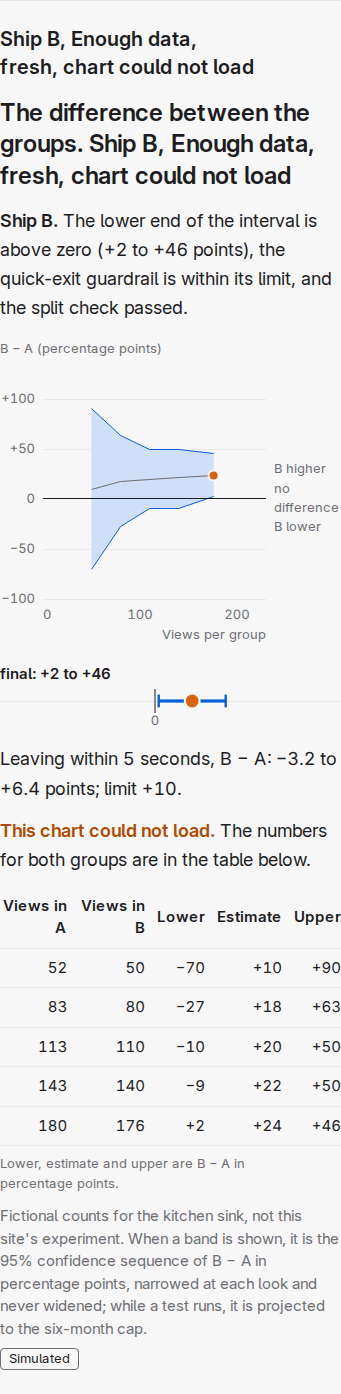 Ship B, Enough data,
fresh, chart could not load
The difference between the
groups. Ship B, Enough data,
fresh, chart could not load
Ship B. The lower end of the interval is
above zero (+2 to +46 points), the
quick-exit guardrail is within its limit, and
the split check passed.
B − A (percentage points)
+100
+50
0
−50
−100
B higher
no
difference
B lower
0 100 200
Views per group
final: +2 to +46
0
Leaving within 5 seconds, B − A: −3.2 to
+6.4 points; limit +10.
This chart could not load. The numbers
for both groups are in the table below.
Views in A Views in B Lower Estimate Upper
52 50 −70 +10 +90
83 80 −27 +18 +63
113 110 −10 +20 +50
143 140 −9 +22 +50
180 176 +2 +24 +46
Lower, estimate and upper are B − A in
percentage points.
Fictional counts for the kitchen sink, not this
site's experiment. When a band is shown, it is the
95% confidence sequence of B − A in
percentage points, narrowed at each look and
never widened; while a test runs, it is projected
to the six-month cap.
Simulated